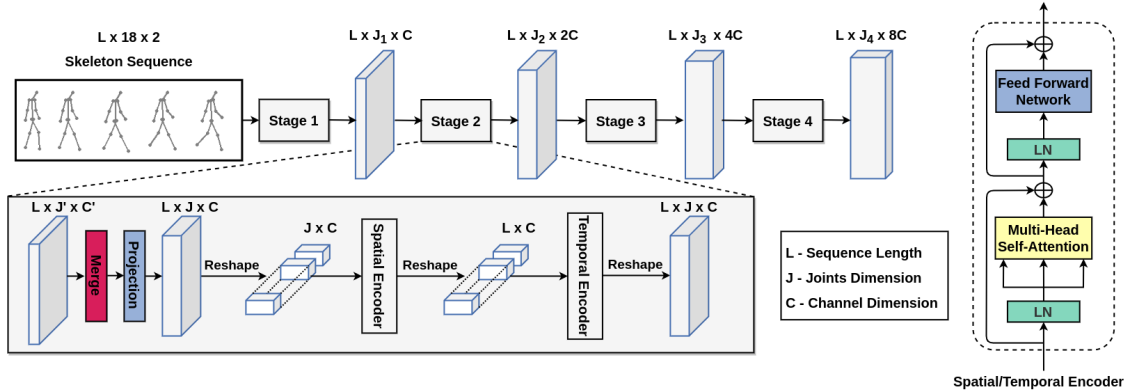 L x 18 x 2
Skeleton Sequence
L x J1 x C
L x J2 x 2C
L x J3 x 4C
L x J4 x 8C
Stage 1
Stage 2
Stage 3
Stage 4
L x J' x C'
L x J x C
J x C
L x C
L x J x C
Merge
Projection
Reshape
Spatial Encoder
Reshape
Temporal Encoder
Reshape
L - Sequence Length
J - Joints Dimension
C - Channel Dimension
Feed Forward
Network
LN
Multi-Head
Self-Attention
LN
Spatial/Temporal Encoder